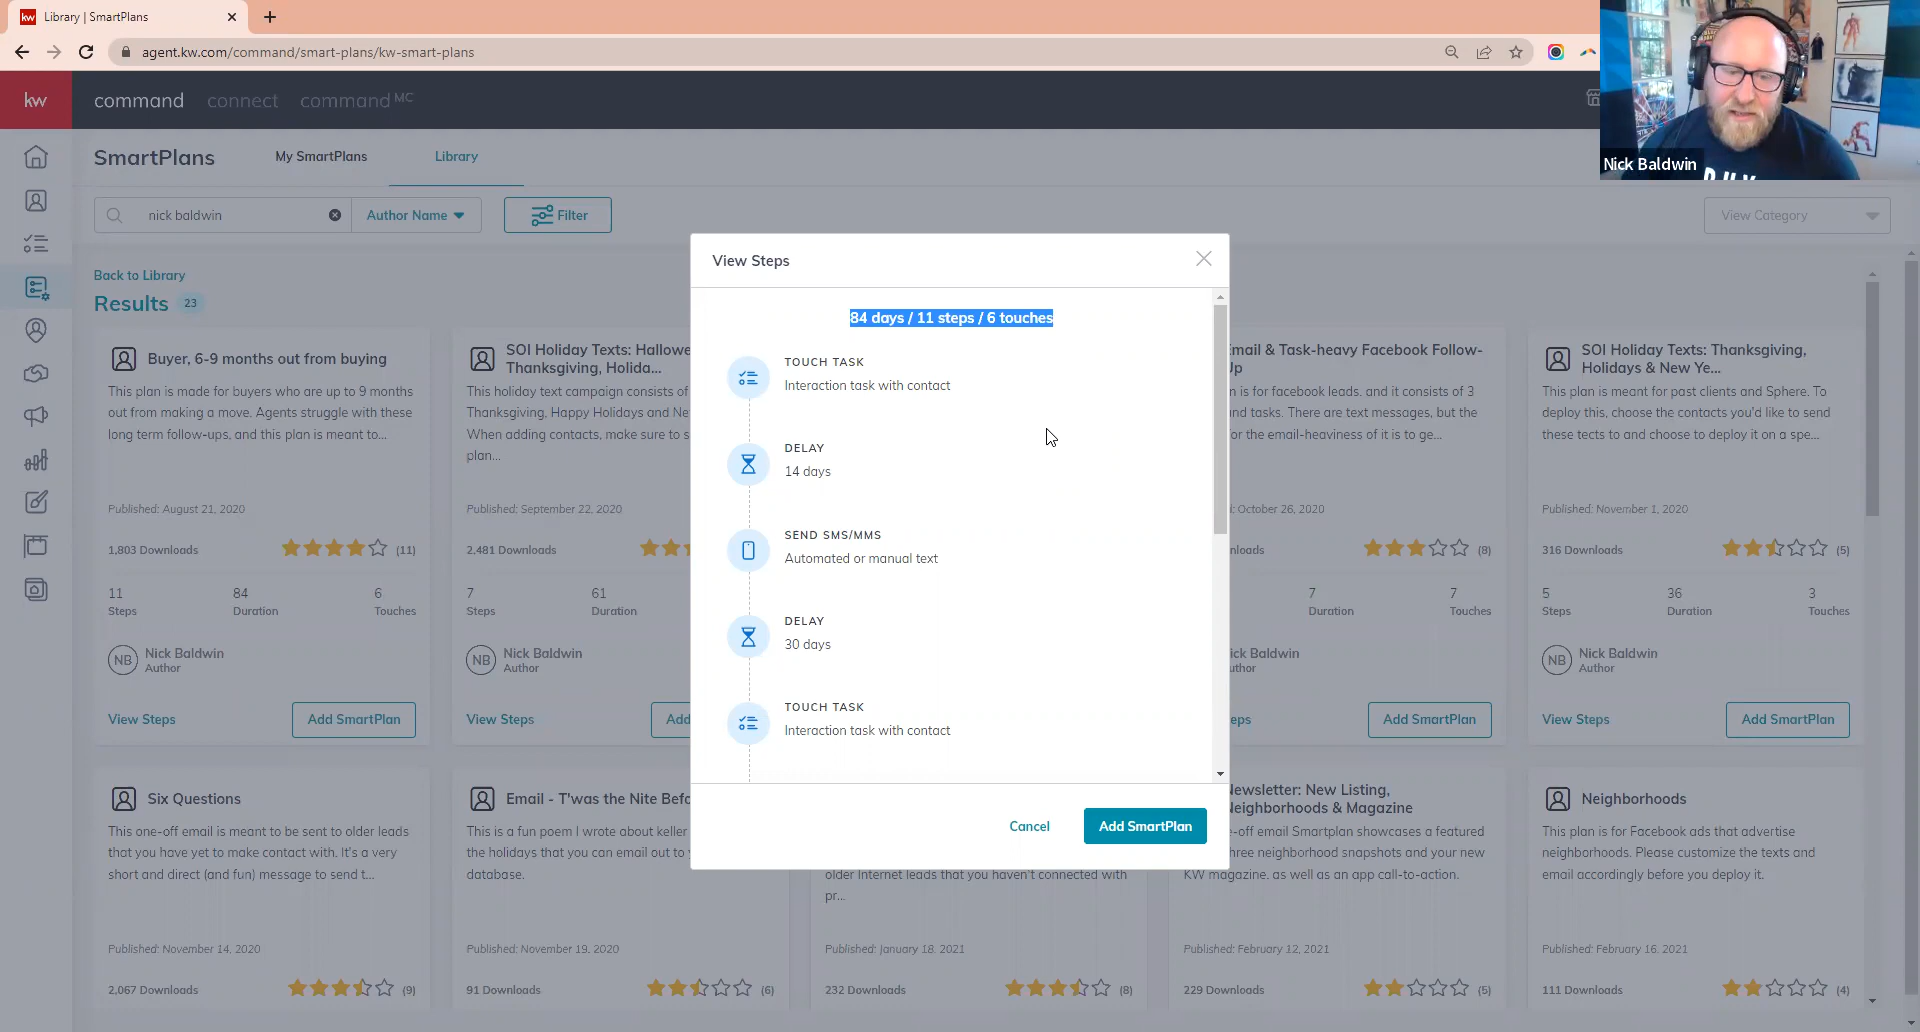 Library | SmartPlans
agent.kw.com/command/smart-plans/kw-smart-plans
kw
command
connect
command MC
Nick Baldwin
SmartPlans
My SmartPlans
Library
nick baldwin
Author Name
Filter
View Category
Back to Library
Results 23
Buyer, 6-9 months out from buying
This plan is made for buyers who are up to 9 months
out from making a move. Agents struggle with these
long term follow-ups, and this plan is meant to...
Published: August 21, 2020
1,803 Downloads
(11)
11
Steps
84
Duration
6
Touches
NB
Nick Baldwin
Author
View Steps
Add SmartPlan
SOI Holiday Texts: Hallowe
Thanksgiving, Holida...
This holiday text campaign consists of
Thanksgiving, Happy Holidays and Ne
When adding contacts, make sure to s
plan...
Published: September 22, 2020
2,481 Downloads
7
Steps
61
Duration
NB
Nick Baldwin
Author
View Steps
Add
View Steps
84 days / 11 steps / 6 touches
TOUCH TASK
Interaction task with contact
DELAY
14 days
SEND SMS/MMS
Automated or manual text
DELAY
30 days
TOUCH TASK
Interaction task with contact
Cancel
Add SmartPlan
mail & Task-heavy Facebook Follow-
Up
n is for facebook leads, and it consists of 3
nd tasks. There are text messages, but the
or the email-heaviness of it is to ge...
: October 26, 2020
nloads
(8)
7
Duration
7
Touches
ick Baldwin
uthor
eps
Add SmartPlan
SOI Holiday Texts: Thanksgiving,
Holidays & New Ye...
This plan is meant for past clients and Sphere. To
deploy this, choose the contacts you'd like to send
these tects to and choose to deploy it on a spe...
Published: November 1, 2020
316 Downloads
(5)
5
Steps
36
Duration
3
Touches
NB
Nick Baldwin
Author
View Steps
Add SmartPlan
Six Questions
This one-off email is meant to be sent to older leads
that you have yet to make contact with. It's a very
short and direct (and fun) message to send t...
Published: November 14, 2020
2,067 Downloads
(9)
Email - T'was the Nite Befo
This is a fun poem I wrote about keller
the holidays that you can email out to y
database.
Published: November 19, 2020
91 Downloads
(6)
older Internet leads that you haven't connected with
pr...
Published: January 18, 2021
232 Downloads
(8)
Newsletter: New Listing,
Neighborhoods & Magazine
e-off email Smartplan showcases a featured
hree neighborhood snapshots and your new
KW magazine, as well as an app call-to-action.
Published: February 12, 2021
229 Downloads
(5)
Neighborhoods
This plan is for Facebook ads that advertise
neighborhoods. Please customize the texts and
email accordingly before you deploy it.
Published: February 16, 2021
111 Downloads
(4)